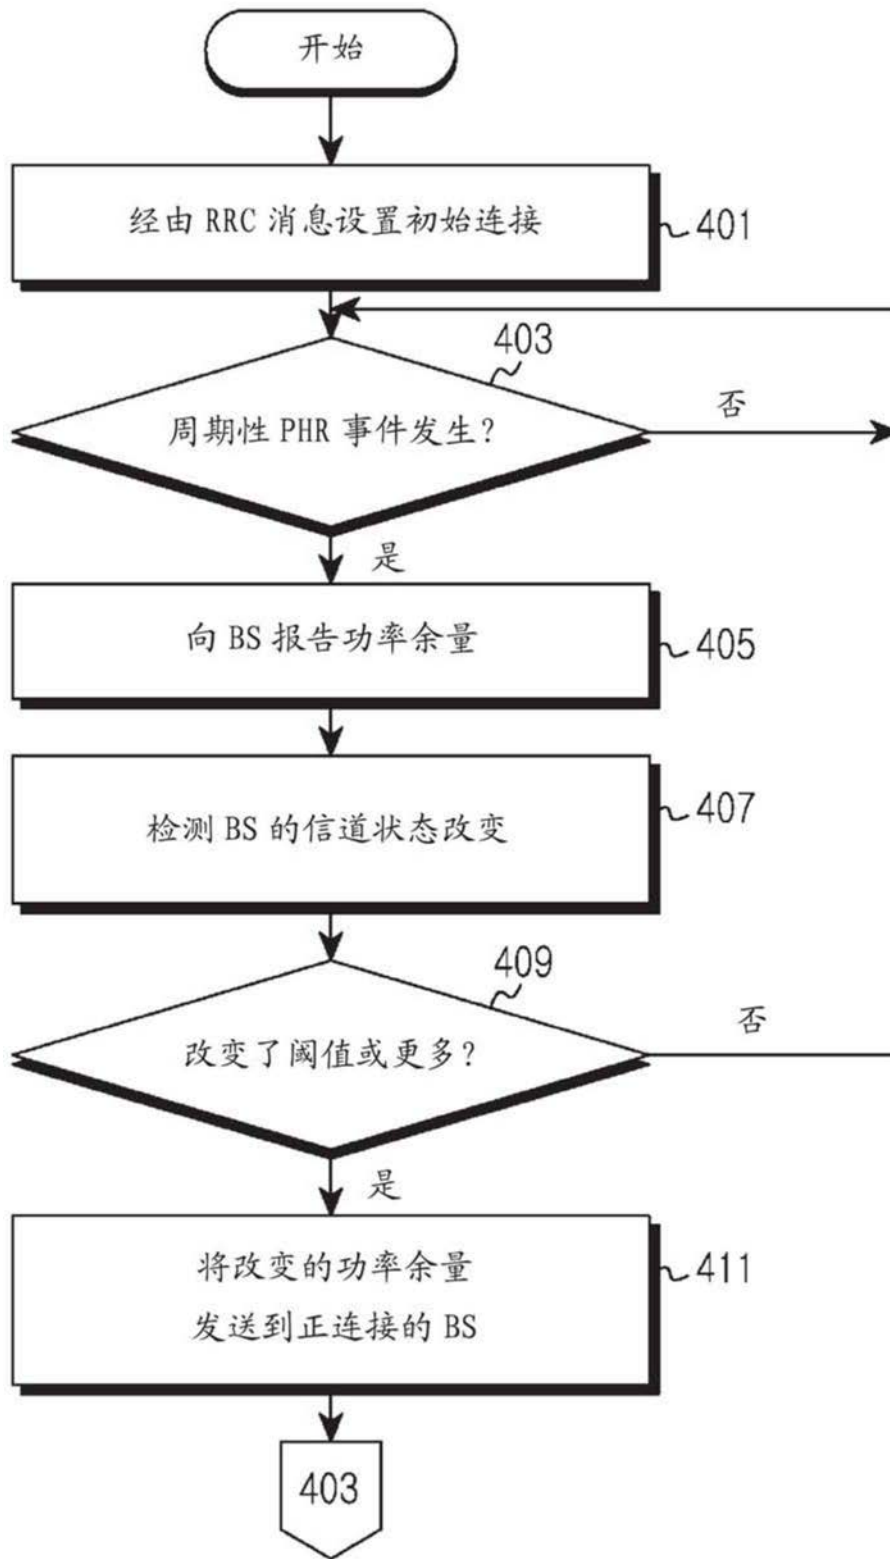 开始
经由 RRC 消息设置初始连接
401
403
周期性 PHR 事件发生?
否
是
向 BS 报告功率余量
405
检测 BS 的信道状态改变
407
409
改变了阈值或更多?
否
是
将改变的功率余量
发送到正连接的 BS
411
403